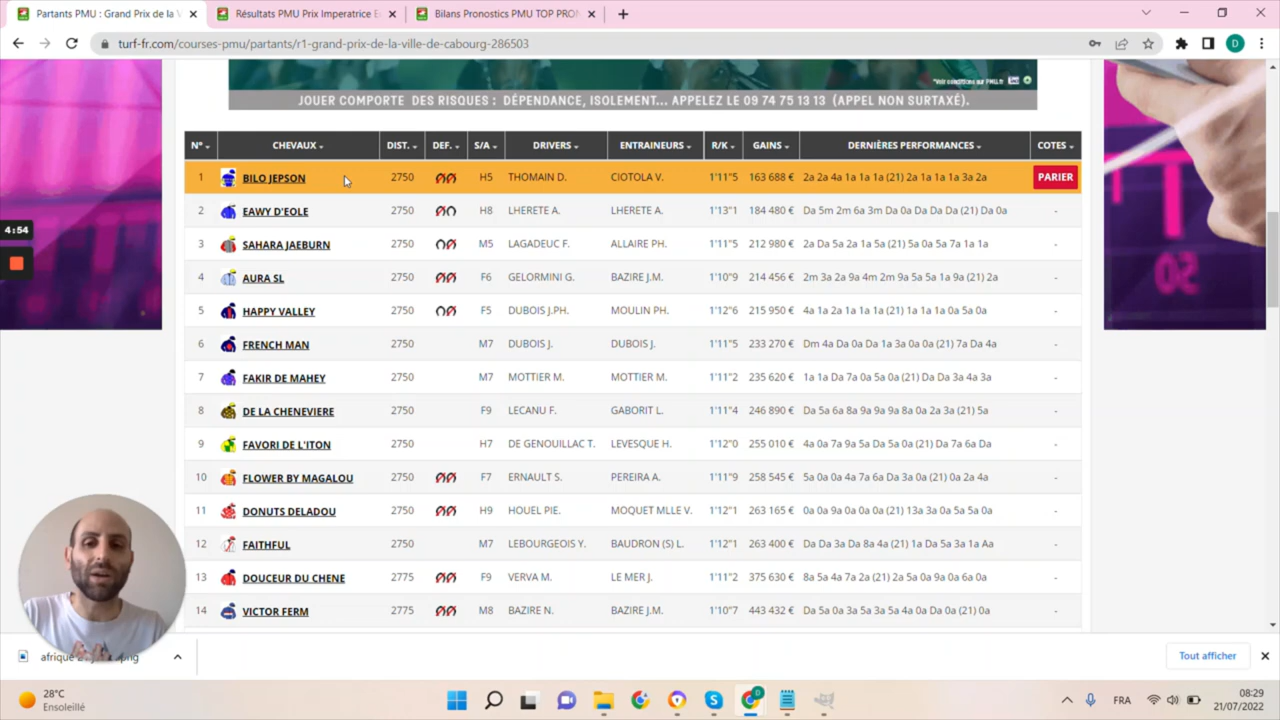 Partants PMU : Grand Prix de la V
Résultats PMU Prix Imperatrice E
Bilans Pronostics PMU TOP PRON
turf-fr.com/courses-pmu/partants/r1-grand-prix-de-la-ville-de-cabourg-286503
D
*Voir conditions sur PMU.fr
JOUER COMPORTE DES RISQUES : DÉPENDANCE, ISOLEMENT... APPELEZ LE 09 74 75 13 13 (APPEL NON SURTAXÉ).
N° CHEVAUX DIST. DEF. S/A DRIVERS ENTRAINEURS R/K GAINS DERNIÈRES PERFORMANCES COTES
1 BILO JEPSON 2750 H5 THOMAIN D. CIOTOLA V. 1'11"5 163 688 € 2a 2a 4a 1a 1a 1a (21) 2a 1a 1a 1a 3a 2a PARIER
2 EAWY D'EOLE 2750 H8 LHERETE A. LHERETE A. 1'13"1 184 480 € Da 5m 2m 6a 3m Da 0a Da Da Da (21) Da 0a -
3 SAHARA JAEBURN 2750 M5 LAGADEUC F. ALLAIRE PH. 1'11"5 212 980 € 2a Da 5a 2a 1a 5a (21) 5a 0a 5a 7a 1a 1a -
4 AURA SL 2750 F6 GELORMINI G. BAZIRE J.M. 1'10"9 214 456 € 2m 3a 2a 9a 4m 2m 9a 5a 5a 1a 9a (21) 2a -
5 HAPPY VALLEY 2750 F5 DUBOIS J.PH. MOULIN PH. 1'12"6 215 950 € 4a 1a 2a 1a 1a 1a (21) 1a 1a 1a 0a 5a 0a -
6 FRENCH MAN 2750 M7 DUBOIS J. DUBOIS J. 1'11"5 233 270 € Dm 4a Da 0a Da 1a 3a 0a 0a (21) 7a Da 4a -
7 FAKIR DE MAHEY 2750 M7 MOTTIER M. MOTTIER M. 1'11"2 235 620 € 1a 1a Da 7a 0a 5a 0a (21) Da Da 3a 4a 3a -
8 DE LA CHENEVIERE 2750 F9 LECANU F. GABORIT L. 1'11"4 246 890 € Da 5a 6a 8a 9a 9a 9a 8a 0a 2a 3a (21) 5a -
9 FAVORI DE L'ITON 2750 H7 DE GENOUILLAC T. LEVESQUE H. 1'12"0 255 010 € 4a 0a 7a 9a 5a Da 5a 0a (21) Da 7a 6a Da -
10 FLOWER BY MAGALOU 2750 F7 ERNAULT S. PEREIRA A. 1'11"9 258 545 € 5a 0a 0a 4a 7a 6a Da 3a 0a (21) 0a 2a 4a -
11 DONUTS DELADOU 2750 H9 HOUEL PIE. MOQUET MLLE V. 1'12"1 263 165 € 0a 0a 9a 0a 0a 0a (21) 13a 3a 0a 5a 5a 0a -
12 FAITHFUL 2750 M7 LEBOURGEOIS Y. BAUDRON (S) L. 1'12"1 263 400 € Da Da 3a Da 8a 4a (21) 1a Da 5a 3a 1a Aa -
13 DOUCEUR DU CHENE 2775 F9 VERVA M. LE MER J. 1'11"2 375 630 € 8a 5a 4a 7a 2a (21) 2a 5a 0a 9a 0a 6a 0a -
14 VICTOR FERM 2775 M8 BAZIRE N. BAZIRE J.M. 1'10"7 443 432 € Da 5a 0a 3a 5a 3a 5a 4a 0a Da 0a (21) 0a -
4:54
Tout afficher
28°C
Ensoleillé
FRA
08:29
21/07/2022